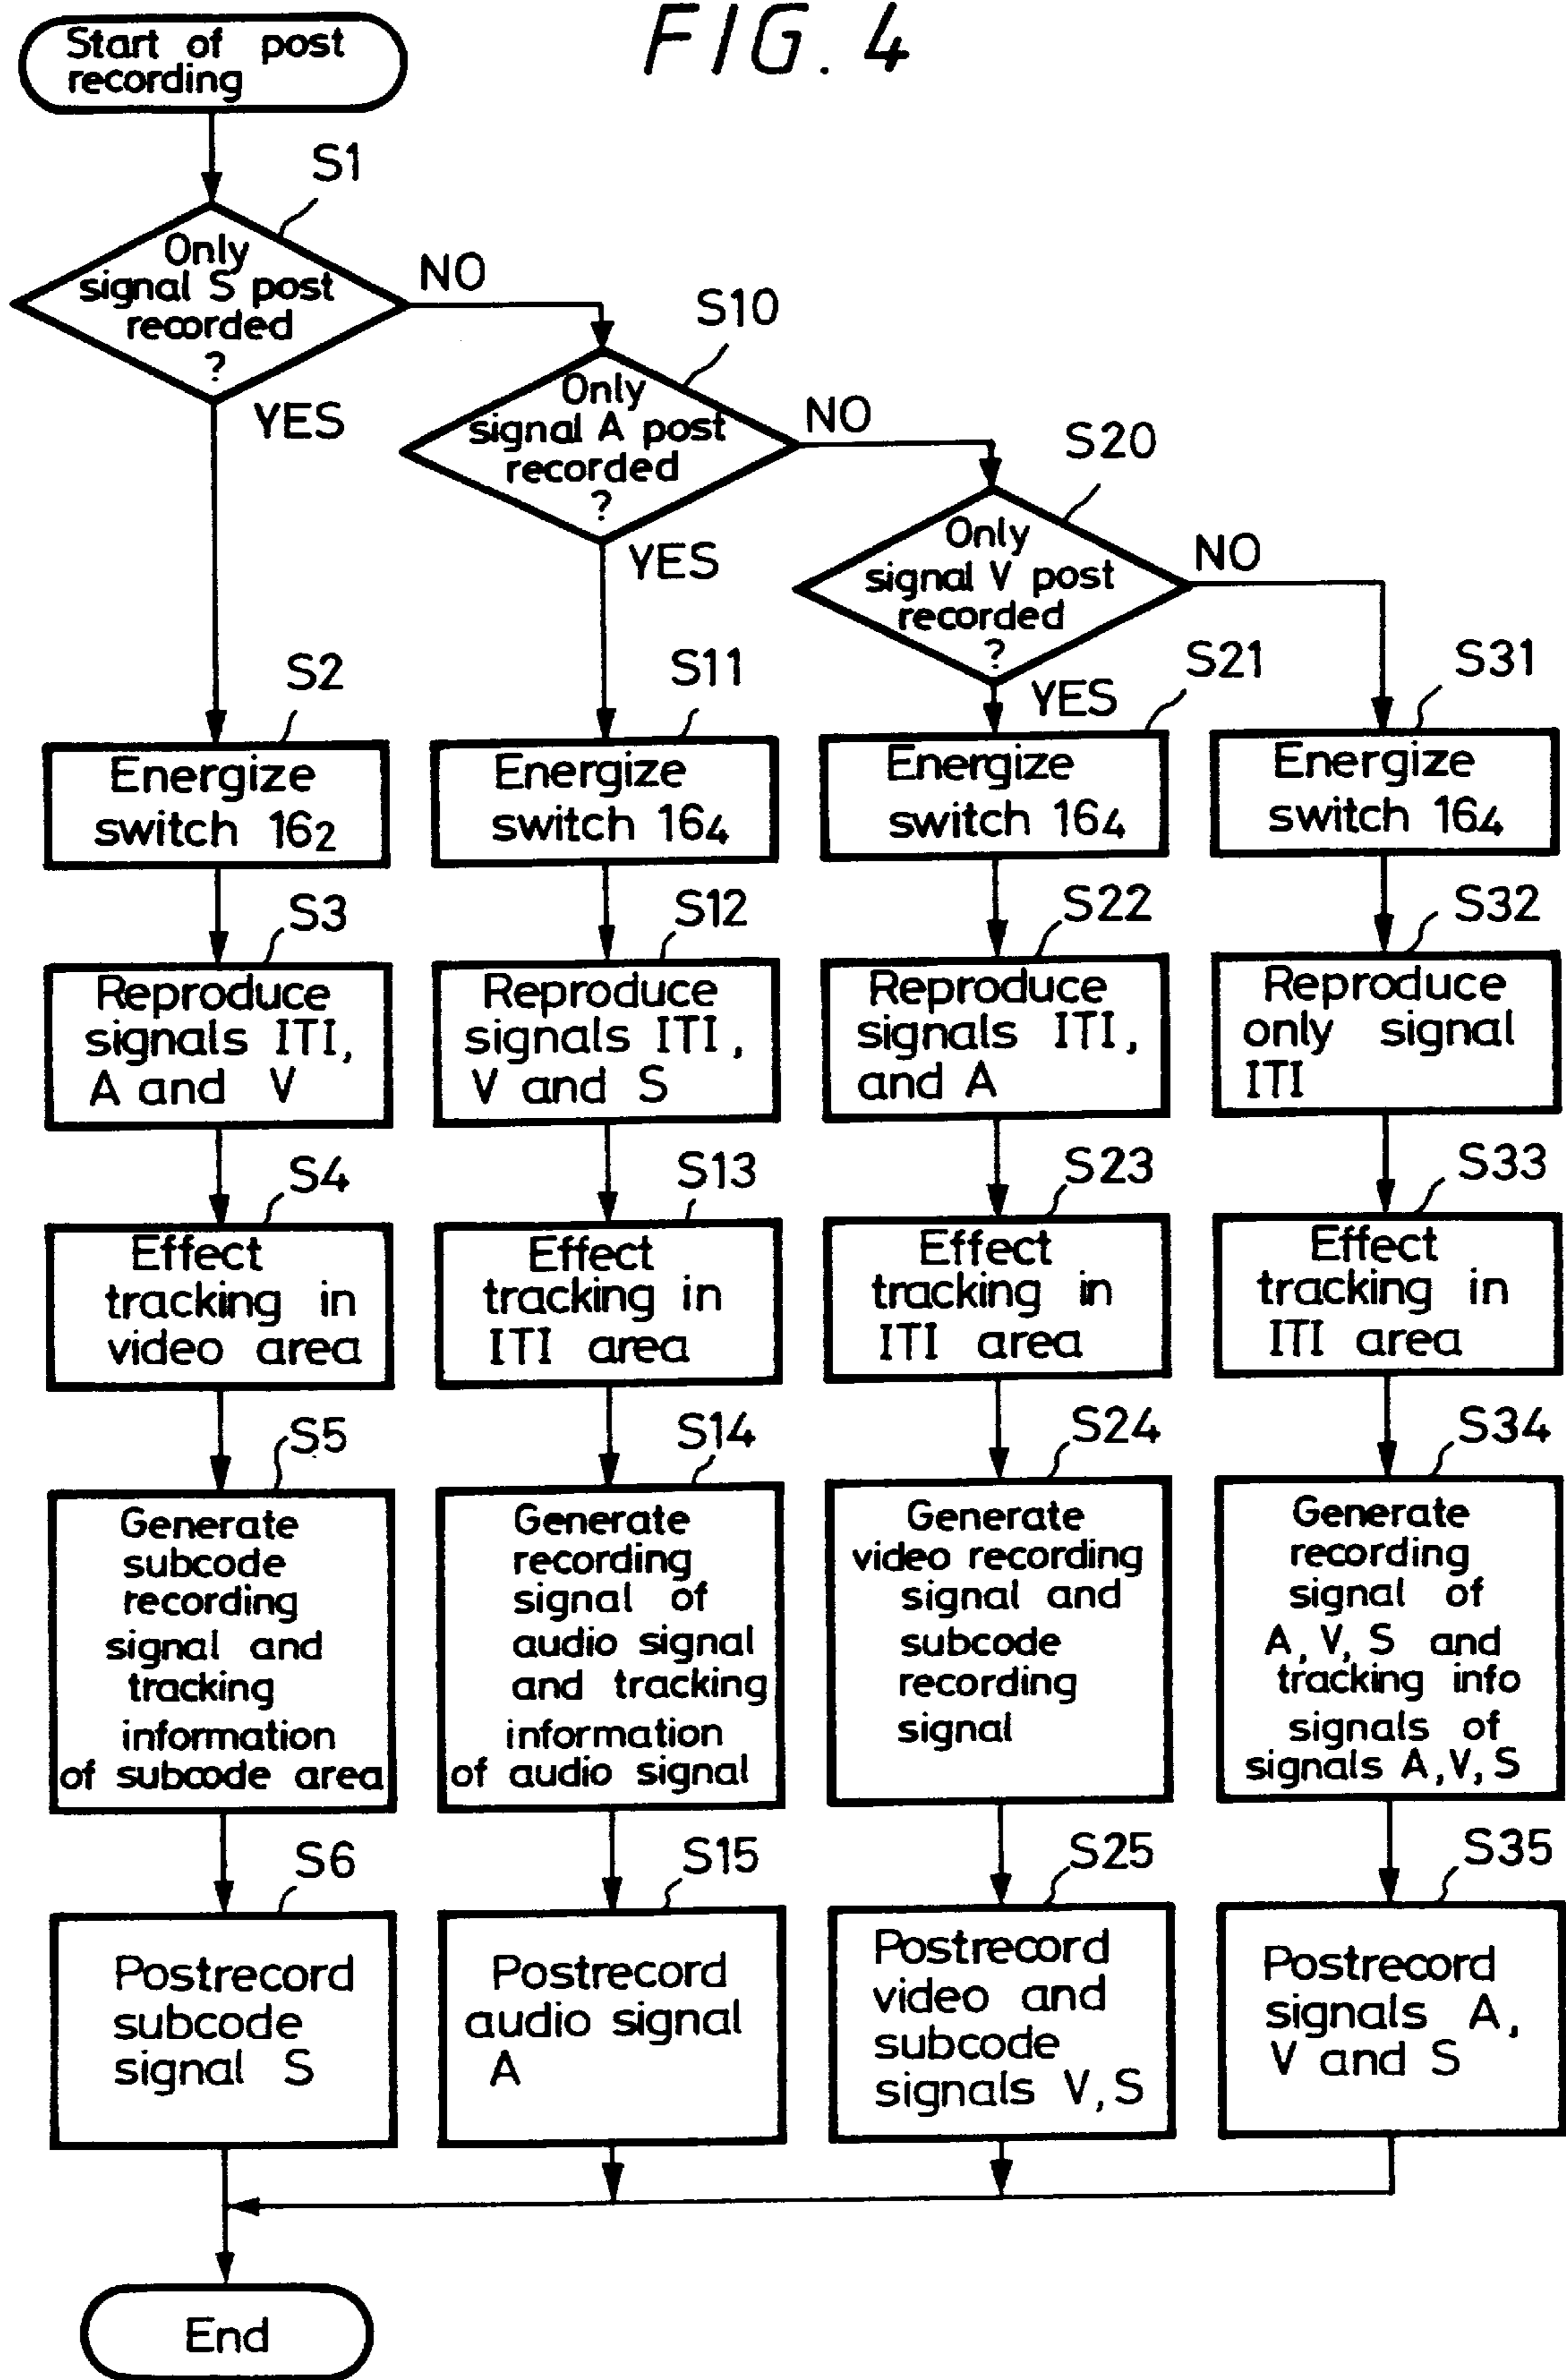 FIG. 4
Start of post
recording
S1
Only
signal S post
recorded
?
NO
YES
S10
Only
signal A post
recorded
?
NO
YES
S20
Only
signal V post
recorded
?
NO
YES
S2
Energize
switch 16₂
S3
Reproduce
signals ITI,
A and V
S4
Effect
tracking in
video area
S5
Generate
subcode
recording
signal and
tracking
information
of subcode area
S6
Postrecord
subcode
signal S
S11
Energize
switch 16₄
S12
Reproduce
signals ITI,
V and S
S13
Effect
tracking in
ITI area
S14
Generate
recording
signal of
audio signal
and tracking
information
of audio signal
S15
Postrecord
audio signal
A
S21
Energize
switch 16₄
S22
Reproduce
signals ITI,
and A
S23
Effect
tracking in
ITI area
S24
Generate
video recording
signal and
subcode
recording
signal
S25
Postrecord
video and
subcode
signals V, S
S31
Energize
switch 16₄
S32
Reproduce
only signal
ITI
S33
Effect
tracking in
ITI area
S34
Generate
recording
signal of
A, V, S and
tracking info
signals of
signals A, V, S
S35
Postrecord
signals A,
V and S
End